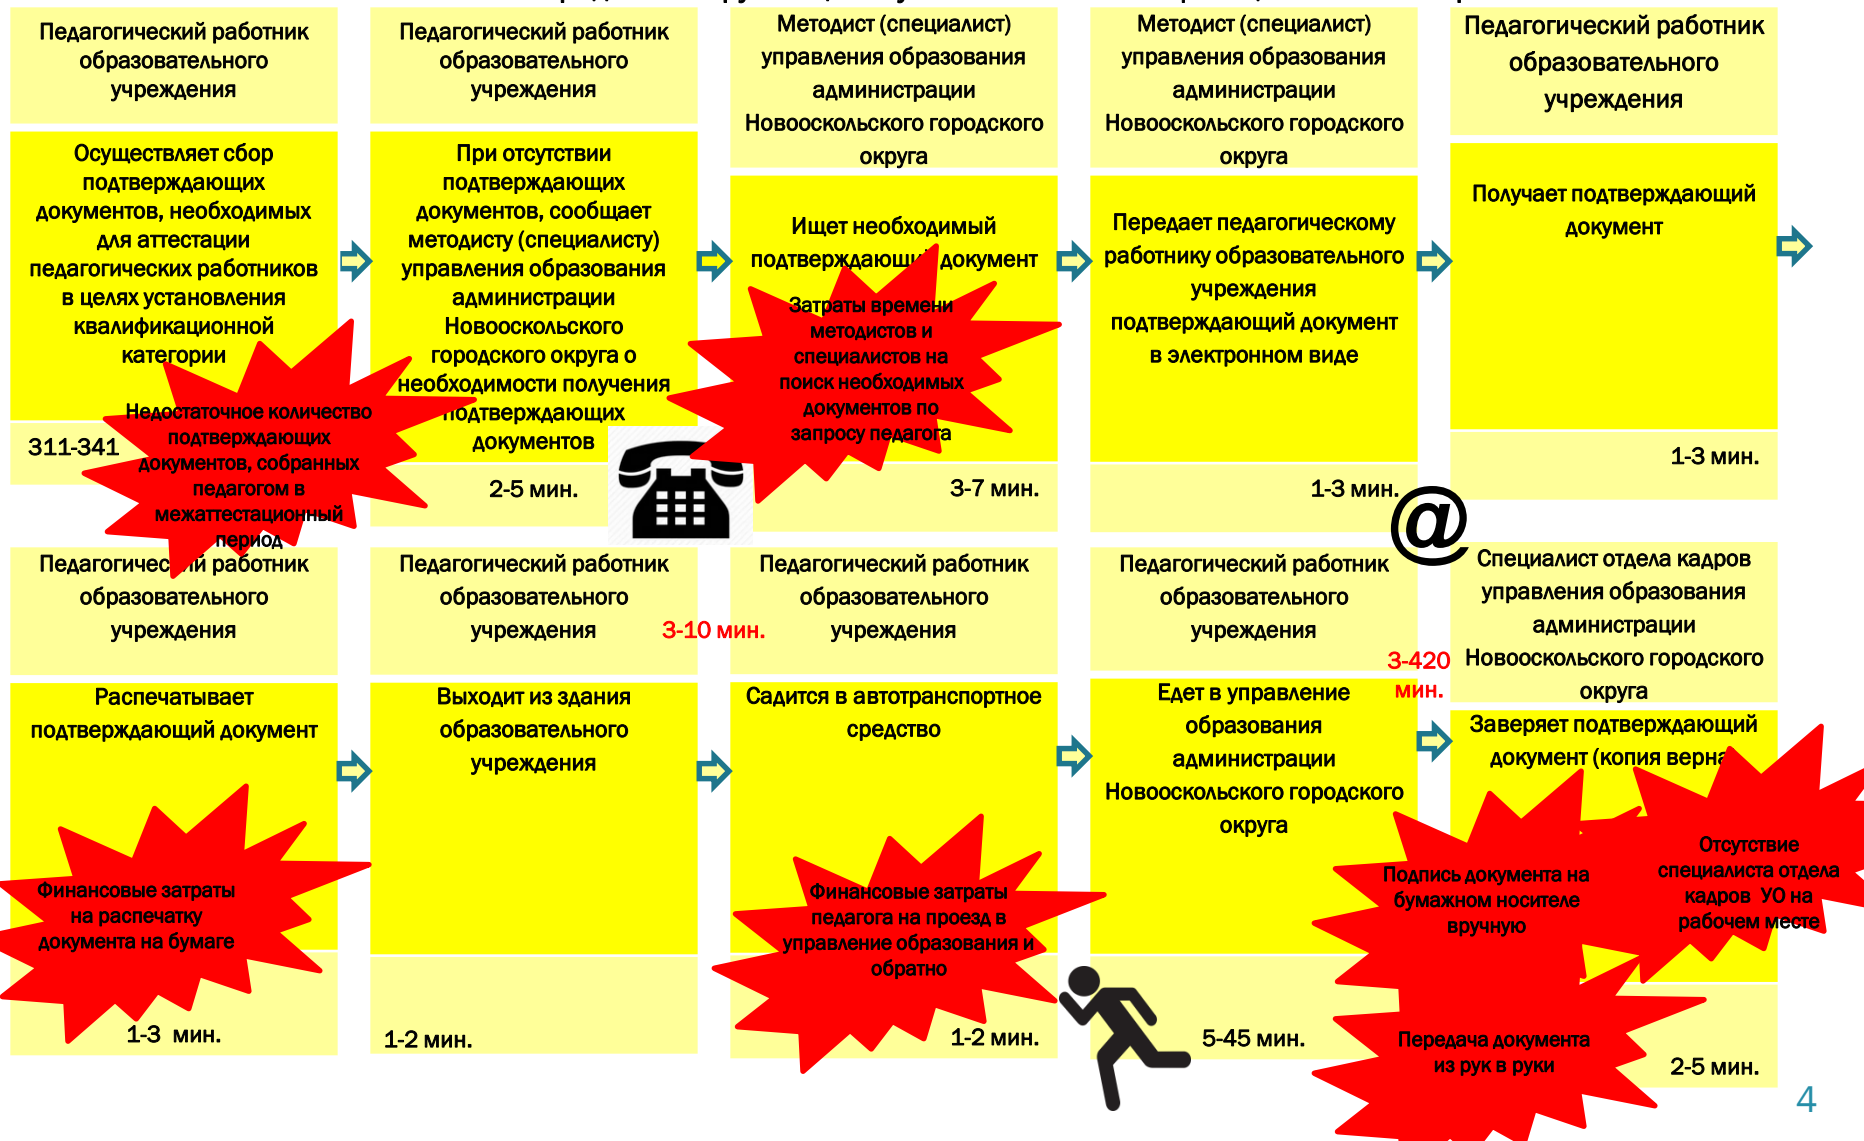 Педагогический работник
образовательного
учреждения
Осуществляет сбор
подтверждающих
документов, необходимых
для аттестации
педагогических работников
в целях установления
квалификационной
категории
311-341
Недостаточное количество
подтверждающих
документов, собранных
педагогом в
межаттестационный
период
Педагогический работник
образовательного
учреждения
При отсутствии
подтверждающих
документов, сообщает
методисту (специалисту)
управления образования
администрации
Новооскольского
городского округа о
необходимости получения
подтверждающих
документов
2-5 мин.
Методист (специалист)
управления образования
администрации
Новооскольского городского
округа
Ищет необходимый
подтверждающий документ
Затраты времени
методистов и
специалистов на
поиск необходимых
документов по
запросу педагога
3-7 мин.
Методист (специалист)
управления образования
администрации
Новооскольского городского
округа
Передает педагогическому
работнику образовательного
учреждения
подтверждающий документ
в электронном виде
1-3 мин.
@
Педагогический работник
образовательного
учреждения
Получает подтверждающий
документ
1-3 мин.
Педагогический работник
образовательного
учреждения
Распечатывает
подтверждающий документ
Финансовые затраты
на распечатку
документа на бумаге
1-3 мин.
Педагогический работник
образовательного
учреждения
Выходит из здания
образовательного
учреждения
1-2 мин.
3-10 мин.
Педагогический работник
образовательного
учреждения
Садится в автотранспортное
средство
Финансовые затраты
педагога на проезд в
управление образования и
обратно
1-2 мин.
Педагогический работник
образовательного
учреждения
Едет в управление
образования
администрации
Новооскольского городского
округа
5-45 мин.
3-420
мин.
Специалист отдела кадров
управления образования
администрации
Новооскольского городского
округа
Заверяет подтверждающий
документ (копия верна
Подпись документа на
бумажном носителе
вручную
Отсутствие
специалиста отдела
кадров УО на
рабочем месте
Передача документа
из рук в руки
2-5 мин.
4